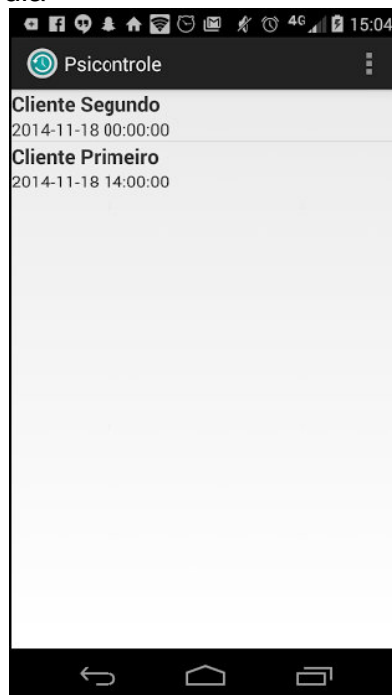 4G 15:04
Psicontrole
Cliente Segundo
2014-11-18 00:00:00
Cliente Primeiro
2014-11-18 14:00:00